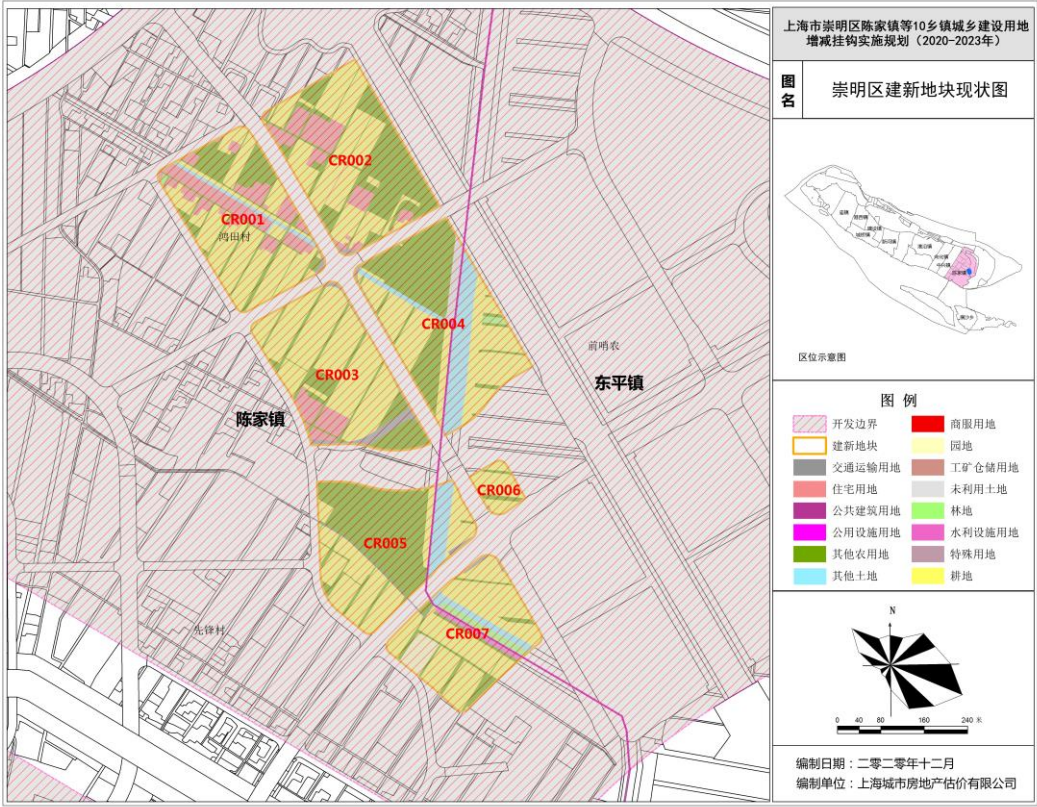 上海市崇明区陈家镇等10乡镇城乡建设用地
增减挂钩实施规划（2020-2023年）
图名
崇明区建新地块现状图
CR002
CR001
鸿田村
CR004
CR003
前哨农
东平镇
陈家镇
CR006
CR005
CR007
先锋村
区位示意图
图 例
开发边界
商服用地
建新地块
园地
交通运输用地
工矿仓储用地
住宅用地
未利用土地
公共建筑用地
林地
公用设施用地
水利设施用地
其他农用地
特殊用地
其他土地
耕地
N
0 40 80 160 240 米
编制日期：二零二零年十二月
编制单位：上海城市房地产估价有限公司